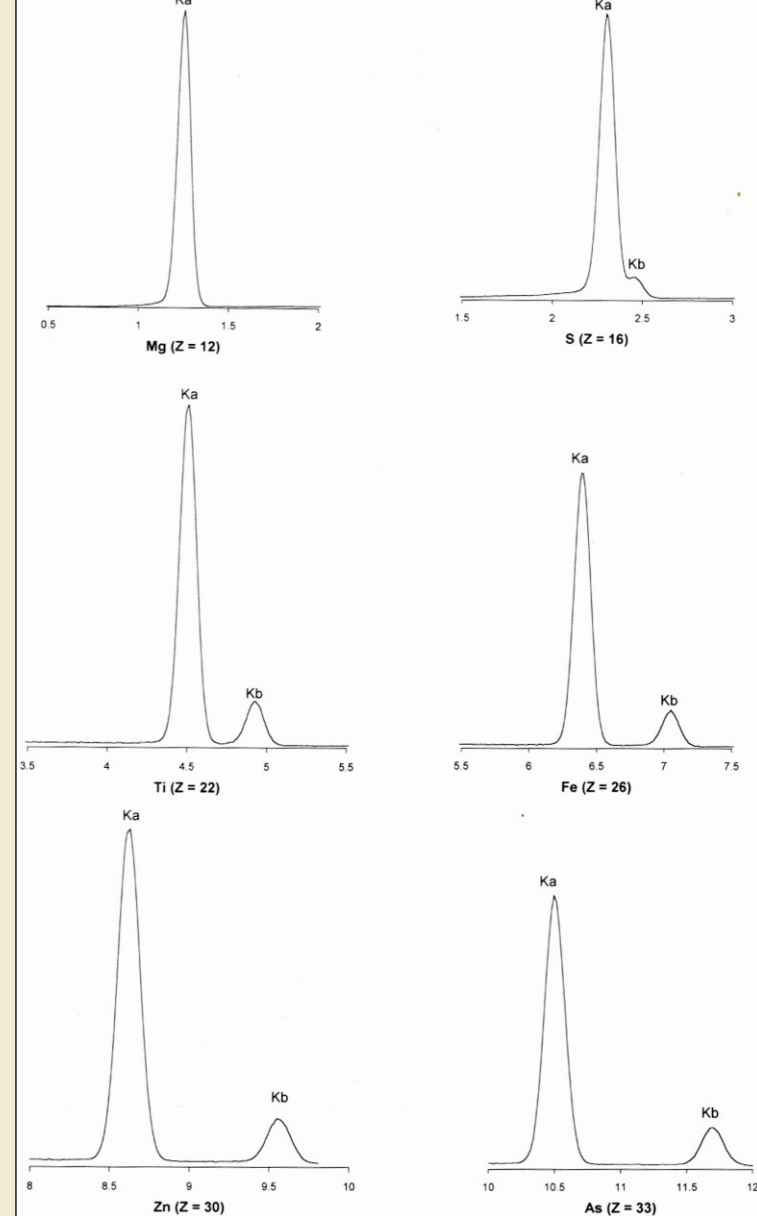 Ka
Ka
Kb
0.5 1 1.5 2
Mg (Z = 12)
1.5 2 2.5 3
S (Z = 16)
Ka
Kb
3.5 4 4.5 5 5.5
Ti (Z = 22)
Ka
Kb
5.5 6 6.5 7 7.5
Fe (Z = 26)
Ka
Kb
8 8.5 9 9.5 10
Zn (Z = 30)
Ka
Kb
10 10.5 11 11.5 12
As (Z = 33)